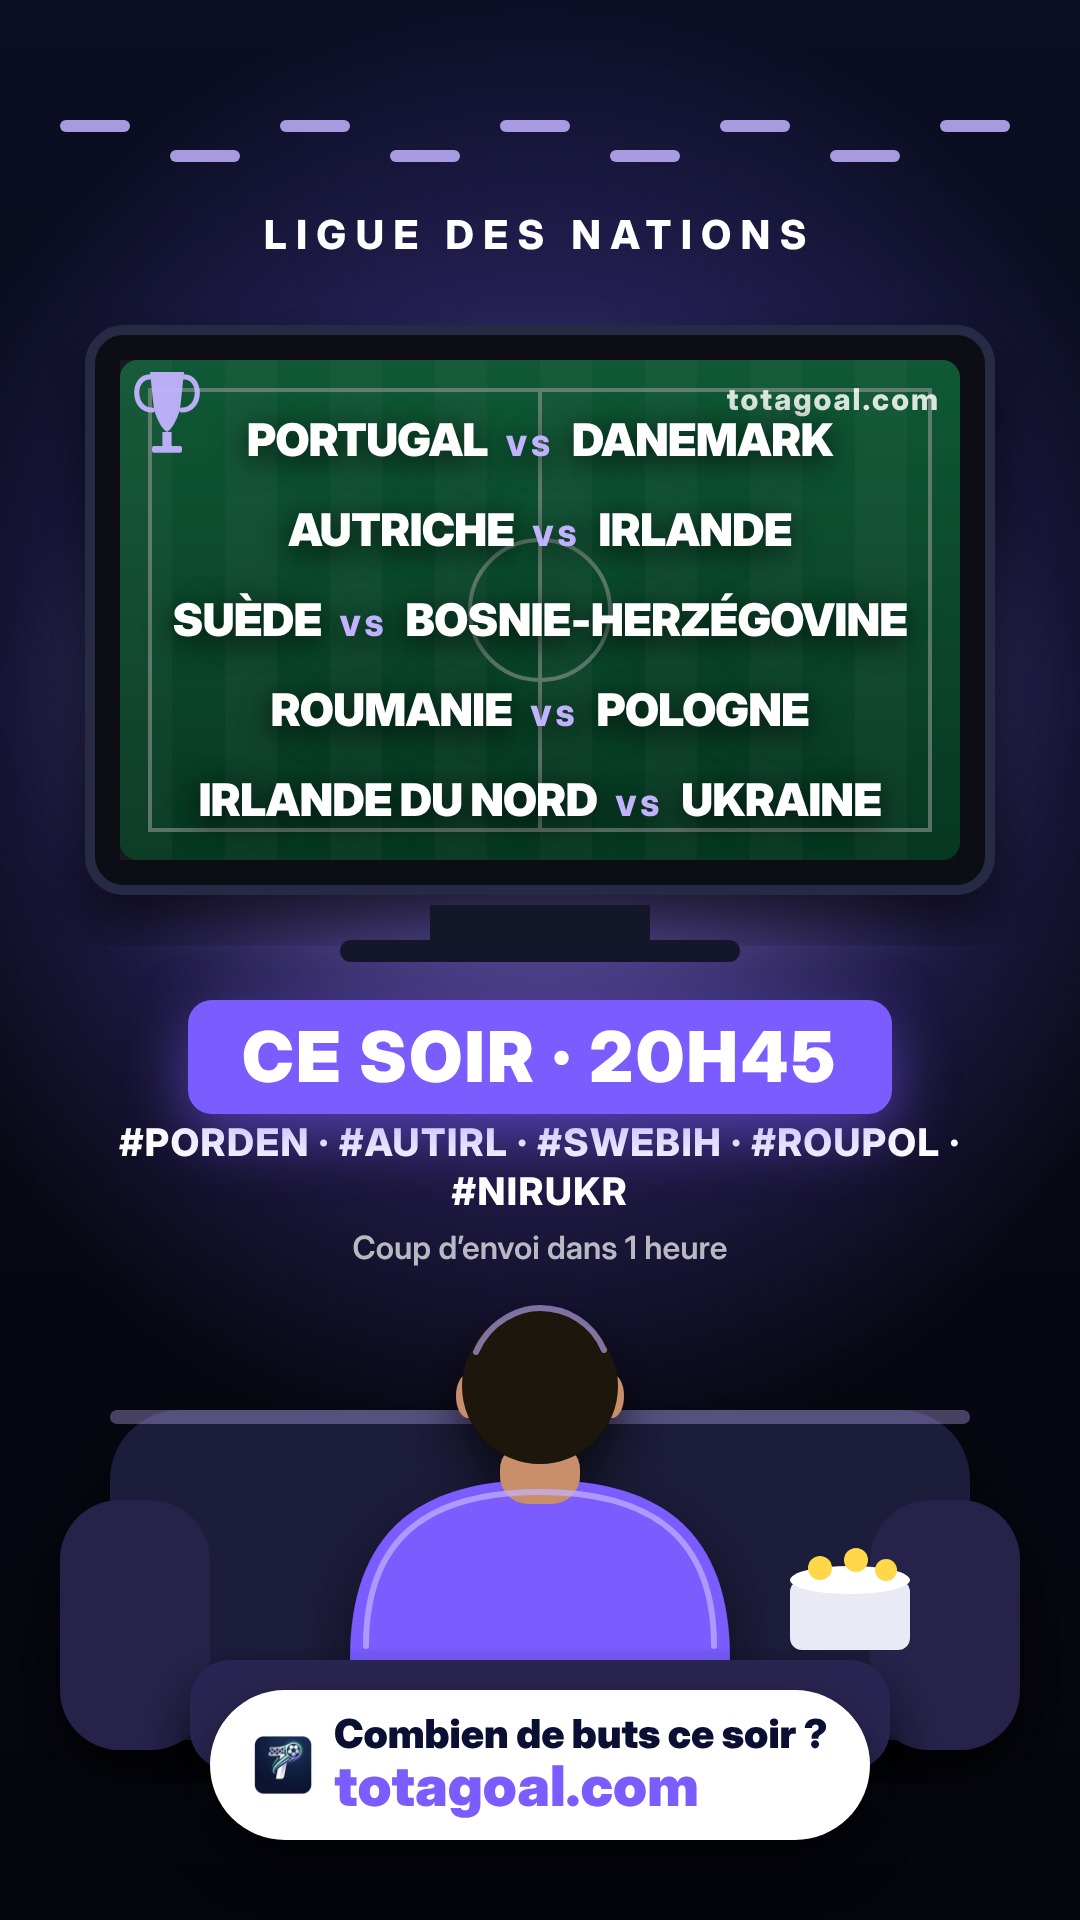 LIGUE DES NATIONS
totagoal.com
PORTUGAL vs DANEMARK
AUTRICHE vs IRLANDE
SUÈDE vs BOSNIE-HERZÉGOVINE
ROUMANIE vs POLOGNE
IRLANDE DU NORD vs UKRAINE
CE SOIR · 20H45
#PORDEN · #AUTIRL · #SWEBIH · #ROUPOL ·
#NIRUKR
Coup d’envoi dans 1 heure
Combien de buts ce soir ?
totagoal.com